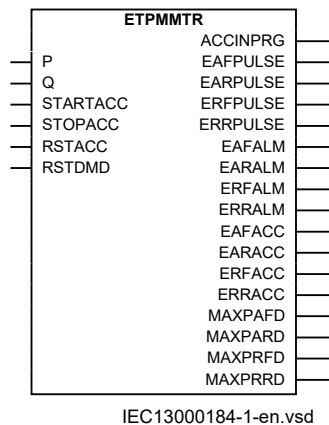 ETPMMTR
ACCINPRG
P EAFPULSE
Q EARPULSE
STARTACC ERFPULSE
STOPACC ERRPULSE
RSTACC EAFALM
RSTDMD EARALM
ERFALM
ERRALM
EAFACC
EARACC
ERFACC
ERRACC
MAXPAFD
MAXPARD
MAXPRFD
MAXPRRD
IEC13000184-1-en.vsd